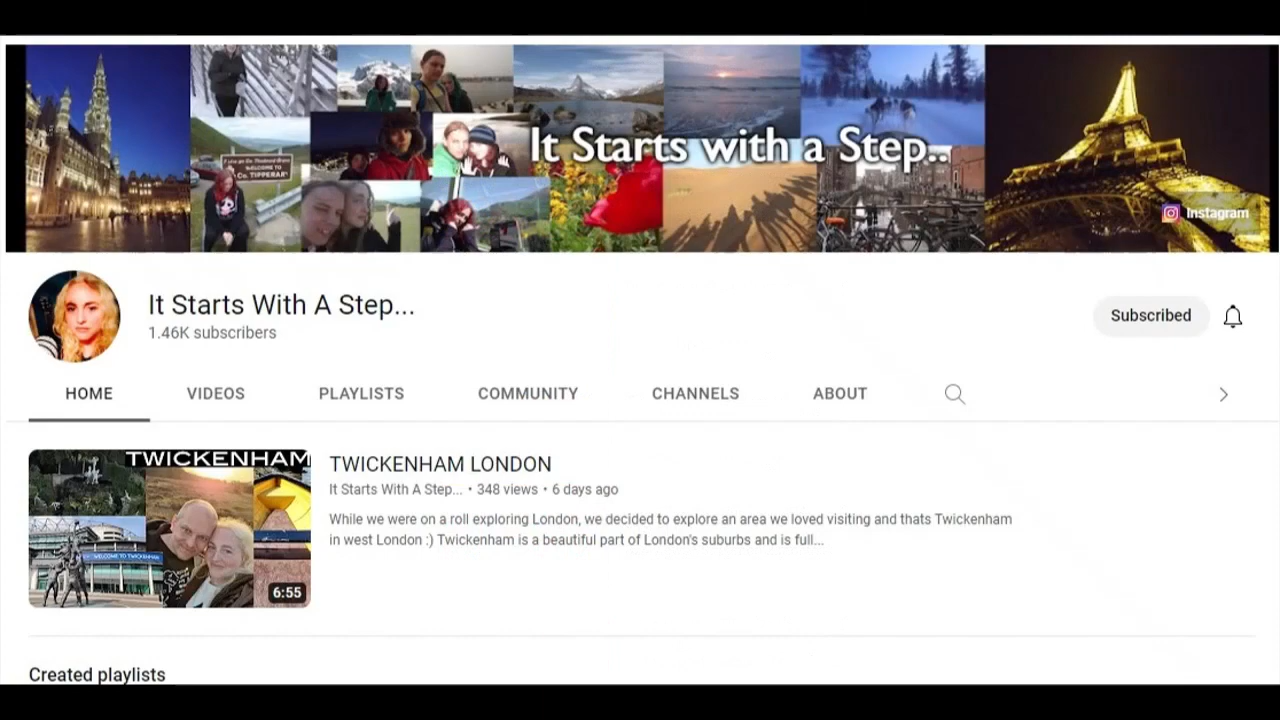 It Starts with a Step..
WELCOME TO
Co. TIPPERARY
Instagram
It Starts With A Step...
1.46K subscribers
Subscribed
HOME VIDEOS PLAYLISTS COMMUNITY CHANNELS ABOUT
TWICKENHAM
WELCOME TO TWICKENHAM
6:55
TWICKENHAM LONDON
It Starts With A Step... • 348 views • 6 days ago
While we were on a roll exploring London, we decided to explore an area we loved visiting and thats Twickenham
in west London :) Twickenham is a beautiful part of London's suburbs and is full...
Created playlists